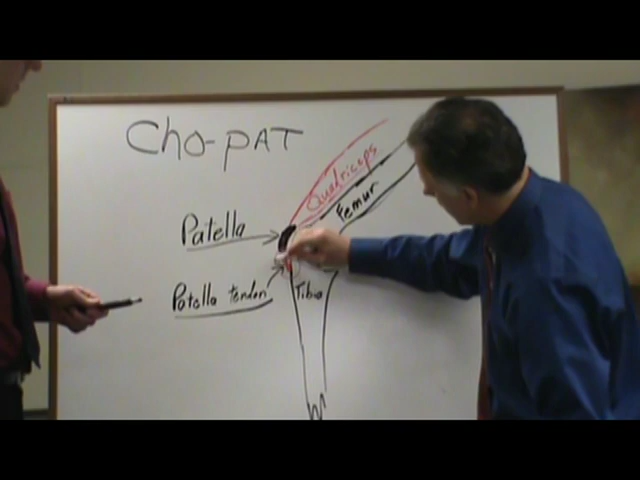 Cho-PAT
Quadriceps
Femur
Patella
Patella tendon
Tibia